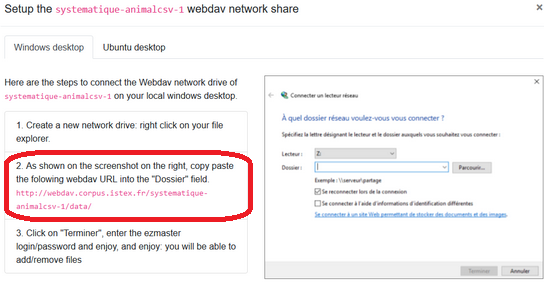 Setup the systematique-animalcsv-1 webdav network share
×
Windows desktop
Ubuntu desktop
Here are the steps to connect the Webdav network drive of
systematique-animalcsv-1 on your local windows desktop.
1. Create a new network drive: right click on your file
explorer.
2. As shown on the screenshot on the right, copy paste
the folowing webdav URL into the "Dossier" field.
http://webdav.corpus.istex.fr/systematique-
animalcsv-1/data/
3. Click on "Terminer", enter the ezmaster
login/password and enjoy, and enjoy: you will be able to
add/remove files
Connecter un lecteur réseau
À quel dossier réseau voulez-vous vous connecter ?
Spécifiez la lettre désignant le lecteur et le dossier auxquels vous souhaitez vous connecter :
Lecteur :
Z:
Dossier :
Parcourir...
Exemple : \\serveur\partage
Se reconnecter lors de la connexion
Se connecter à l'aide d'informations d'identification différentes
Se connecter à un site Web permettant de stocker des documents et des images.
Terminer
Annuler